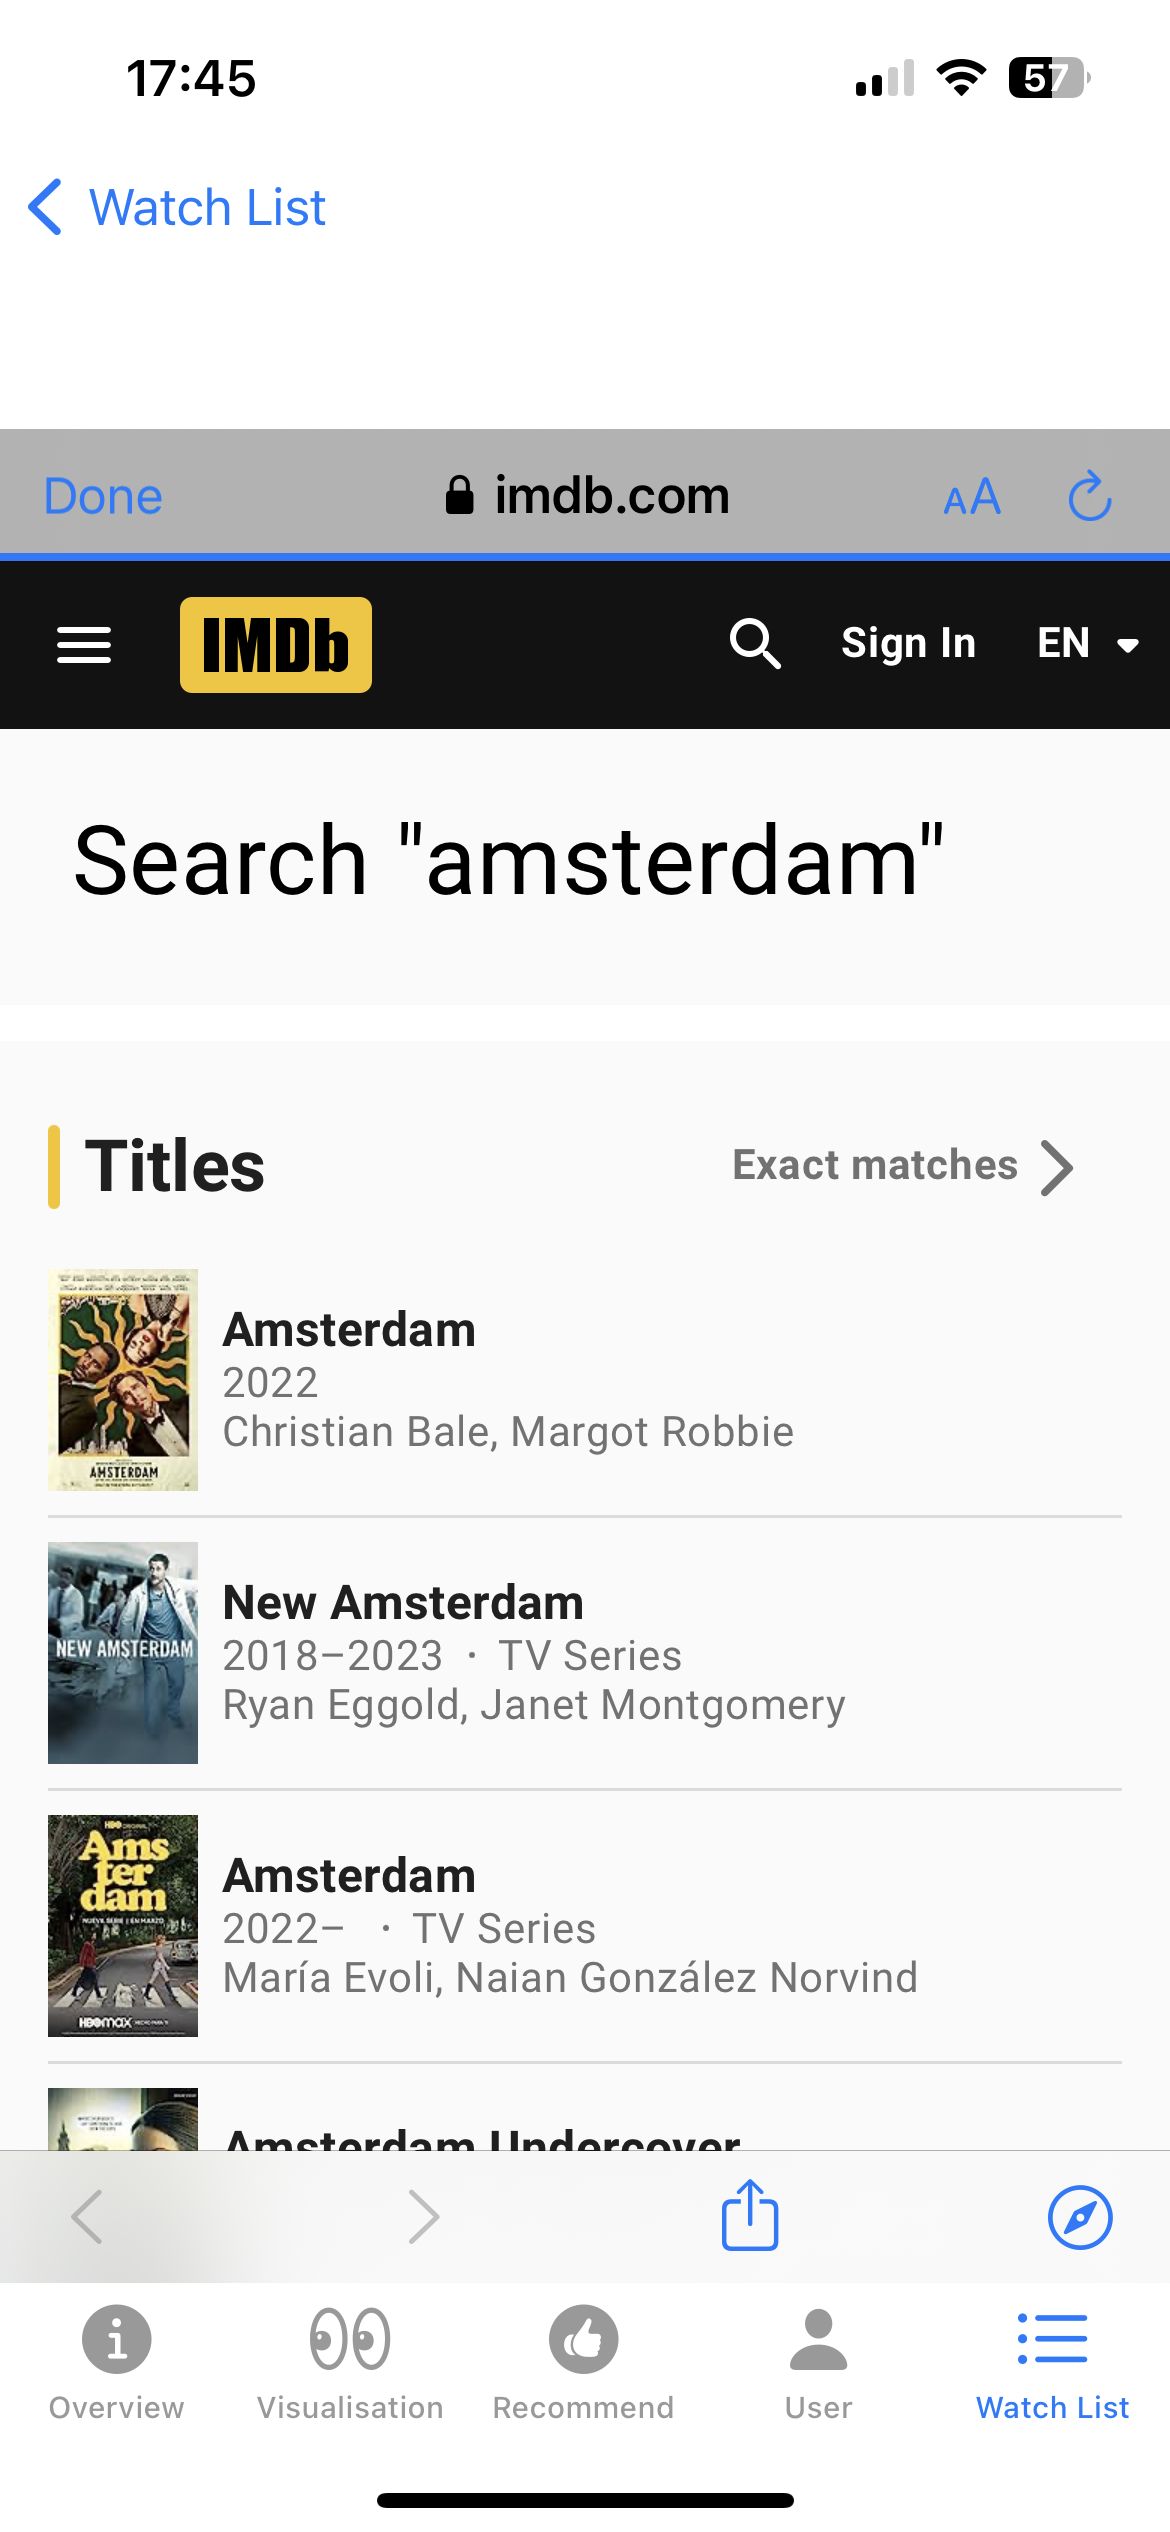 17:45
57
Watch List
Done
imdb.com
AA
IMDb
Sign In
EN
Search "amsterdam"
Titles
Exact matches
AMSTERDAM
Amsterdam
2022
Christian Bale, Margot Robbie
NEW AMSTERDAM
New Amsterdam
2018–2023 · TV Series
Ryan Eggold, Janet Montgomery
Ams
ter
dam
HBOmax
Amsterdam
2022– · TV Series
María Evoli, Naian González Norvind
Amsterdam Undercover
Overview
Visualisation
Recommend
User
Watch List